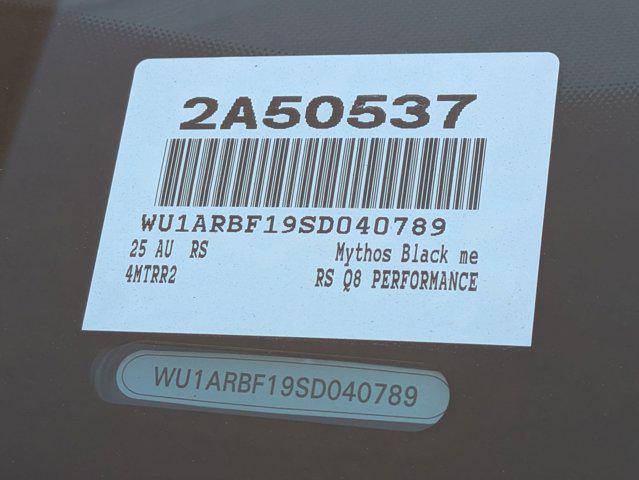 2A50537
WU1ARBF19SD040789
25 AU RS Mythos Black me
4MTRR2 RS Q8 PERFORMANCE
WU1ARBF19SD040789